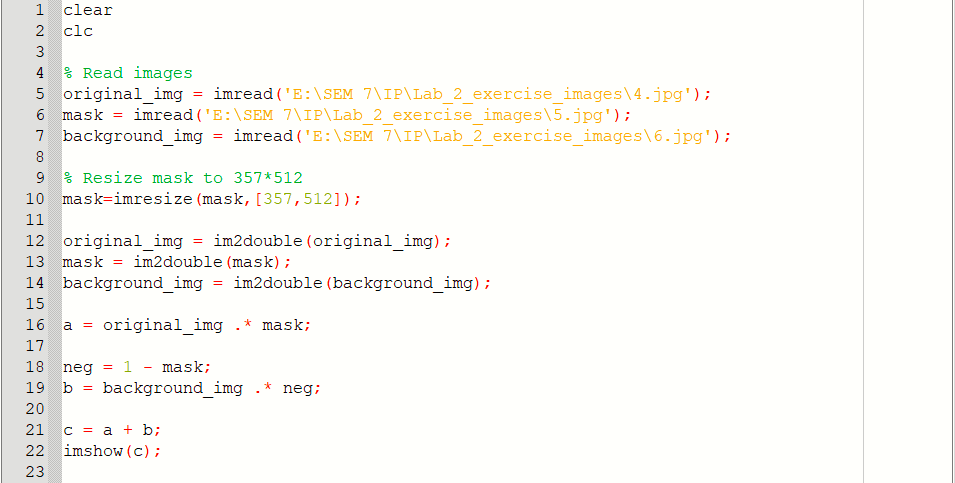 1 clear
2 clc
3
4 % Read images
5 original_img = imread('E:\SEM 7\IP\Lab_2_exercise_images\4.jpg');
6 mask = imread('E:\SEM 7\IP\Lab_2_exercise_images\5.jpg');
7 background_img = imread('E:\SEM 7\IP\Lab_2_exercise_images\6.jpg');
8
9 % Resize mask to 357*512
10 mask=imresize(mask,[357,512]);
11
12 original_img = im2double(original_img);
13 mask = im2double(mask);
14 background_img = im2double(background_img);
15
16 a = original_img .* mask;
17
18 neg = 1 - mask;
19 b = background_img .* neg;
20
21 c = a + b;
22 imshow(c);
23